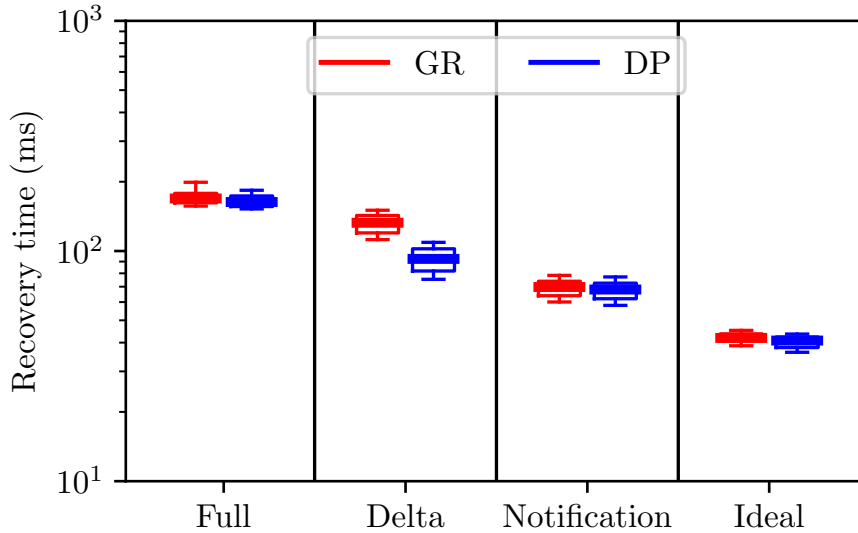 Recovery time (ms)
10³
10²
10¹
GR
DP
Full
Delta
Notification
Ideal